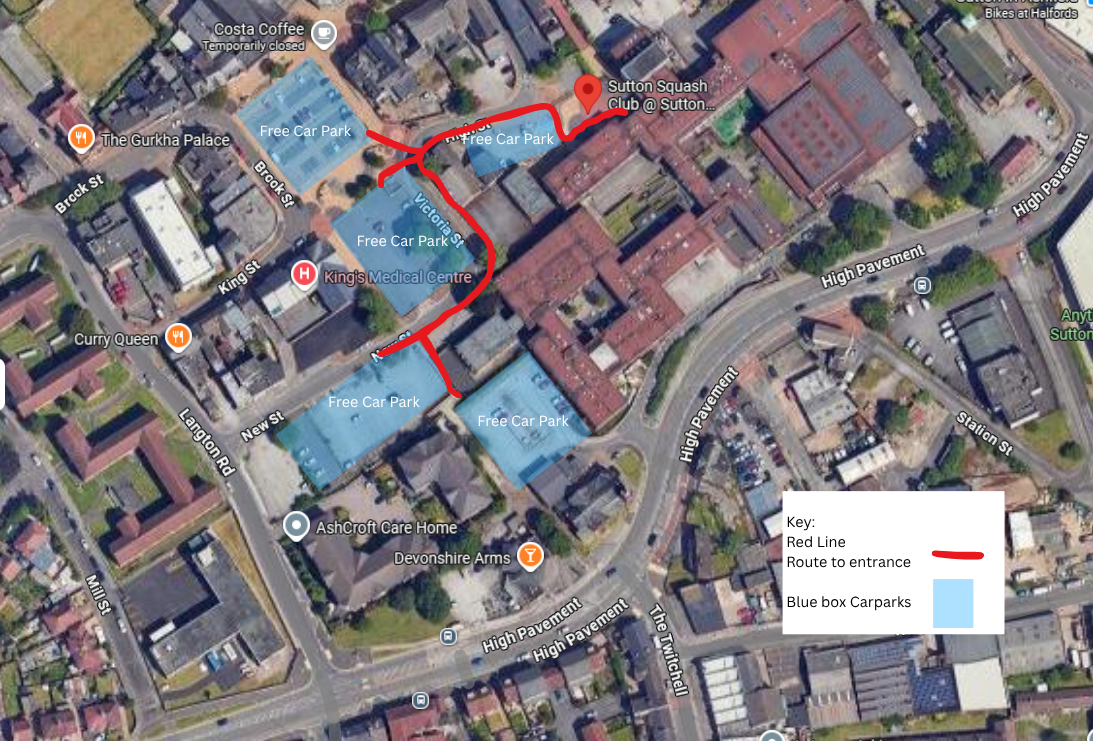 Costa Coffee
Temporarily closed
Bikes at Halfords
Sutton Squash
Club @ Sutton...
The Gurkha Palace
Free Car Park
High St
Free Car Park
Brook St
Brook St
Victoria St
Free Car Park
King's Medical Centre
King St
High Pavement
High Pavement
Curry Queen
New St
Free Car Park
Free Car Park
New St
Langton Rd
High Pavement
Station St
Anyt
Sutton
AshCroft Care Home
Devonshire Arms
Mill St
High Pavement
High Pavement
The Twitchell
Key:
Red Line
Route to entrance
Blue box Carparks